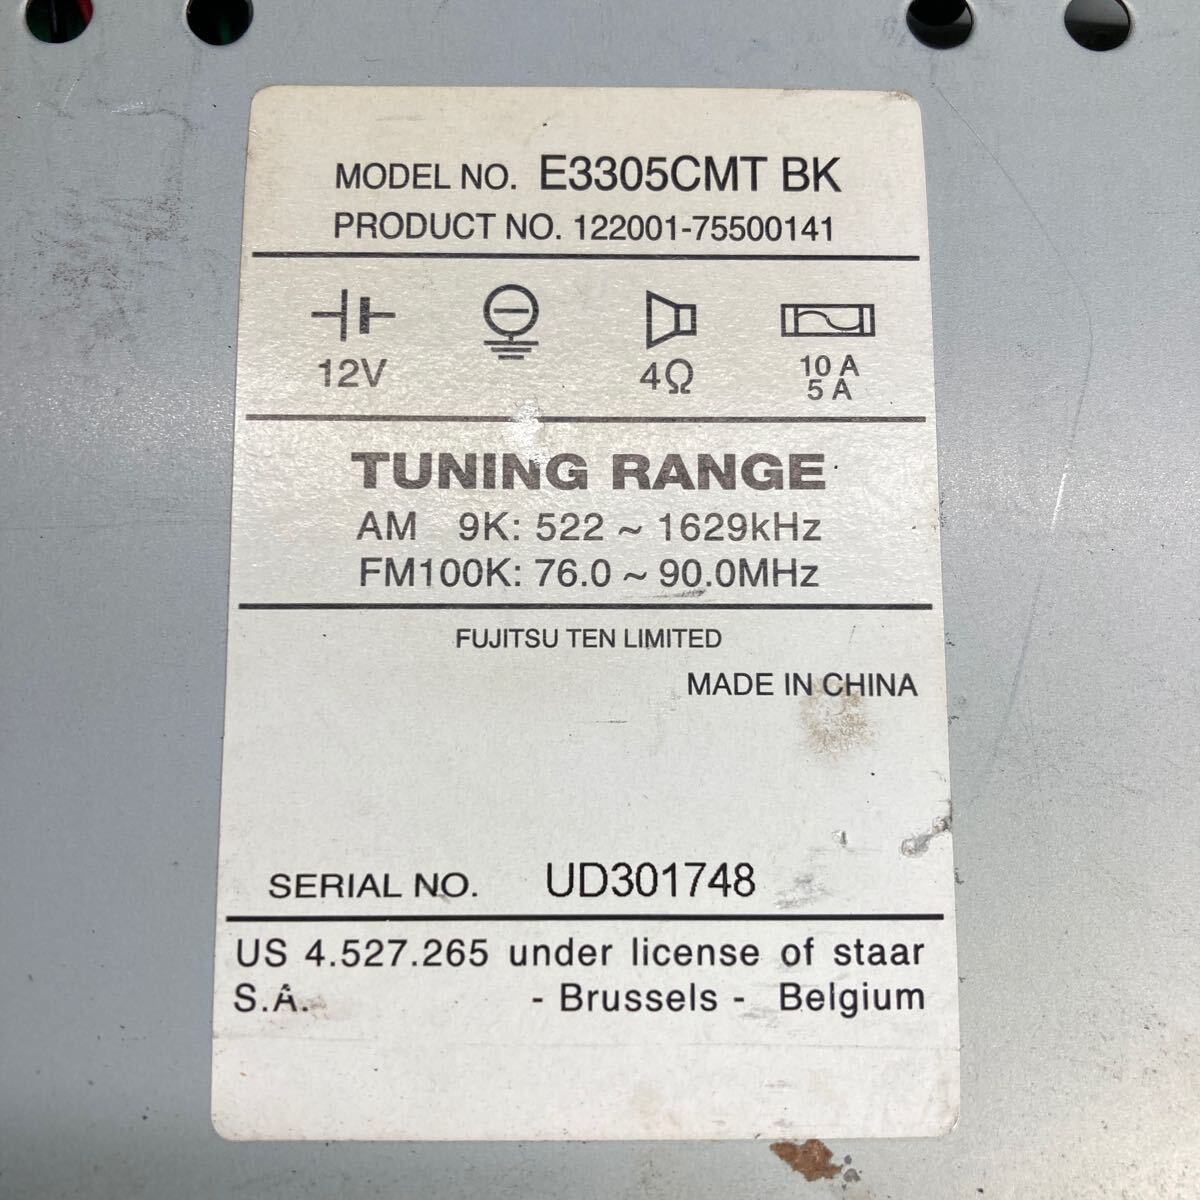 MODEL NO. E3305CMT BK
PRODUCT NO. 122001-75500141
12V 4Ω 10 A
5 A
TUNING RANGE
AM 9K: 522 ~ 1629kHz
FM100K: 76.0 ~ 90.0MHz
FUJITSU TEN LIMITED
MADE IN CHINA
SERIAL NO. UD301748
US 4.527.265 under license of staar
S.A. - Brussels - Belgium